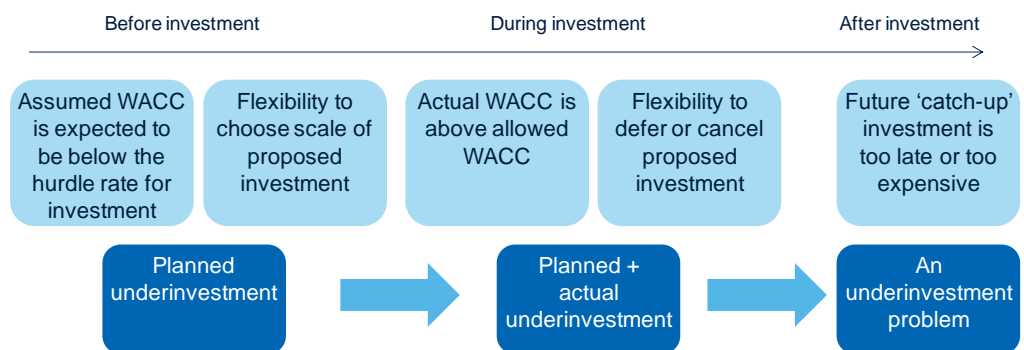 Before investment
During investment
After investment
Assumed WACC
is expected to
be below the
hurdle rate for
investment
Flexibility to
choose scale of
proposed
investment
Actual WACC is
above allowed
WACC
Flexibility to
defer or cancel
proposed
investment
Future ‘catch-up’
investment is
too late or too
expensive
Planned
underinvestment
Planned +
actual
underinvestment
An
underinvestment
problem